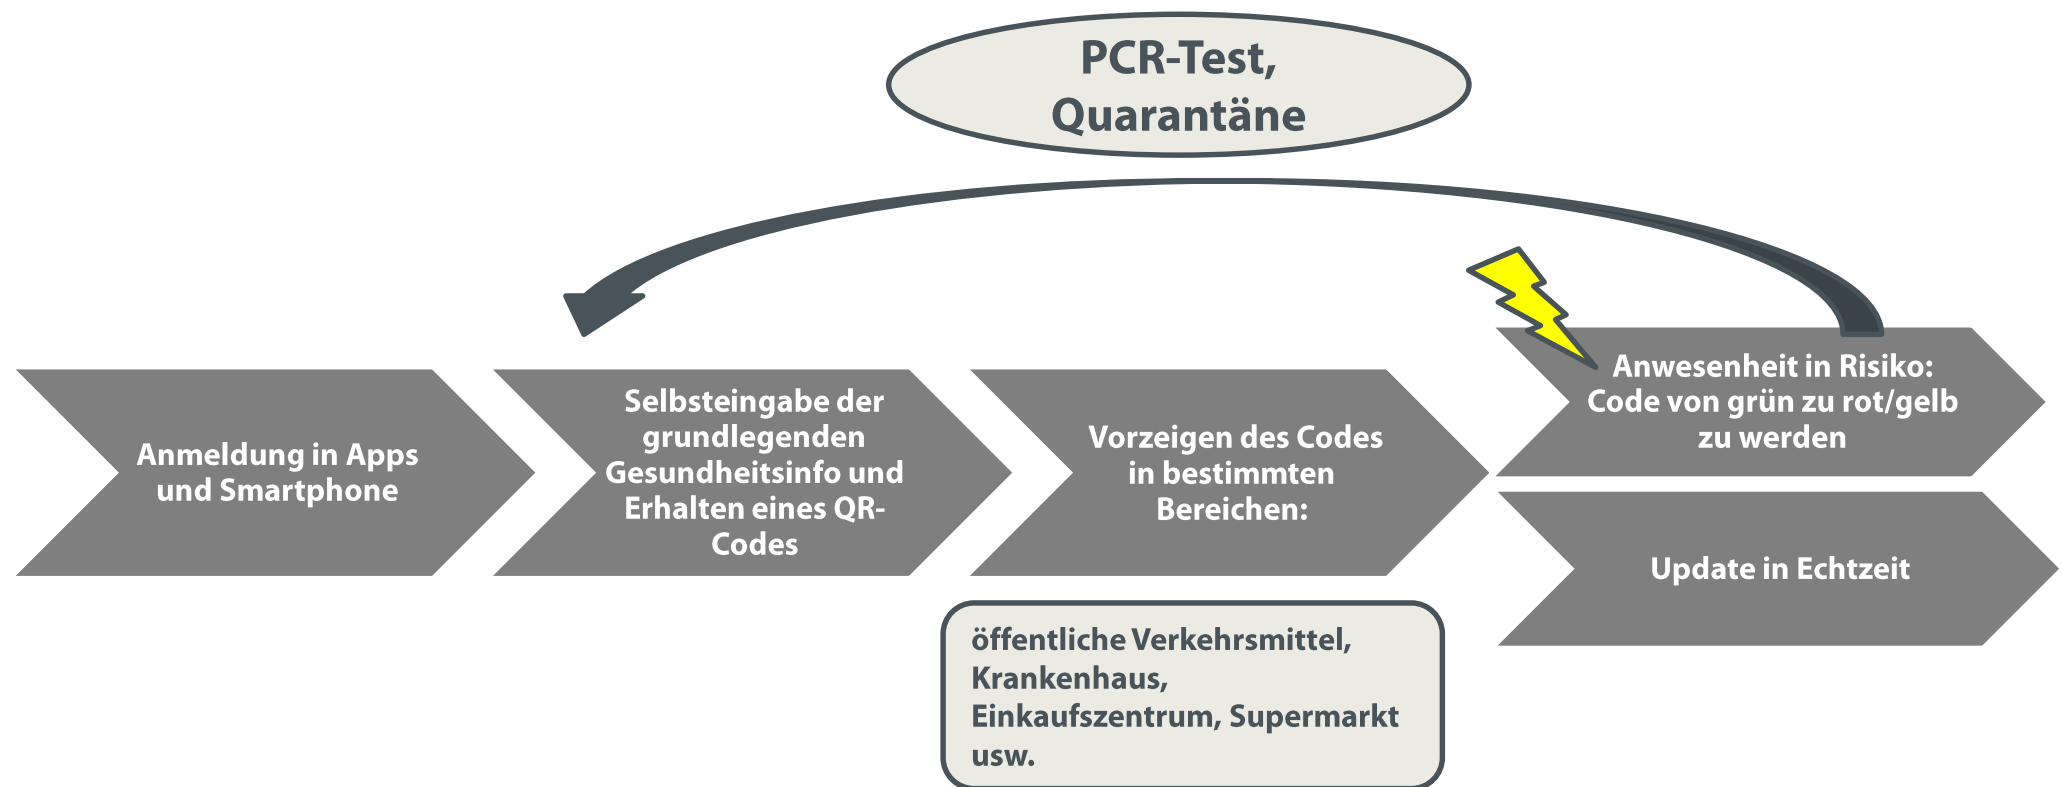 PCR-Test,
Quarantäne
Anmeldung in Apps
und Smartphone
Selbsteingabe der
grundlegenden
Gesundheitsinfo und
Erhalten eines QR-
Codes
Vorzeigen des Codes
in bestimmten
Bereichen:
öffentliche Verkehrsmittel,
Krankenhaus,
Einkaufszentrum, Supermarkt
usw.
Anwesenheit in Risiko:
Code von grün zu rot/gelb
zu werden
Update in Echtzeit